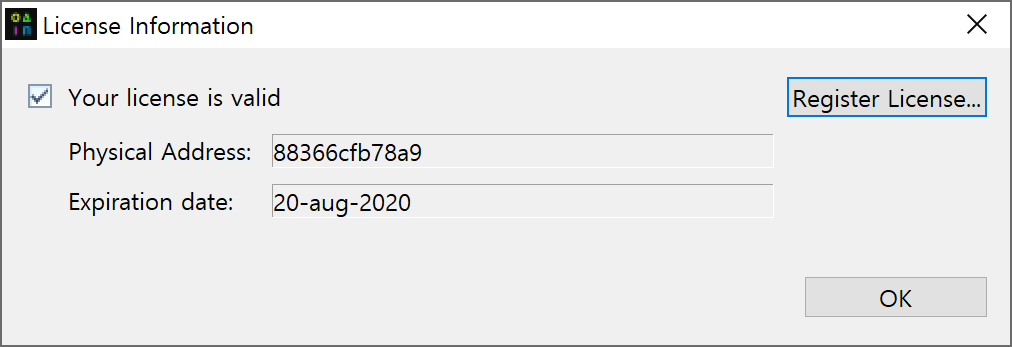 License Information
Your license is valid
Register License...
Physical Address: 88366cfb78a9
Expiration date: 20-aug-2020
OK